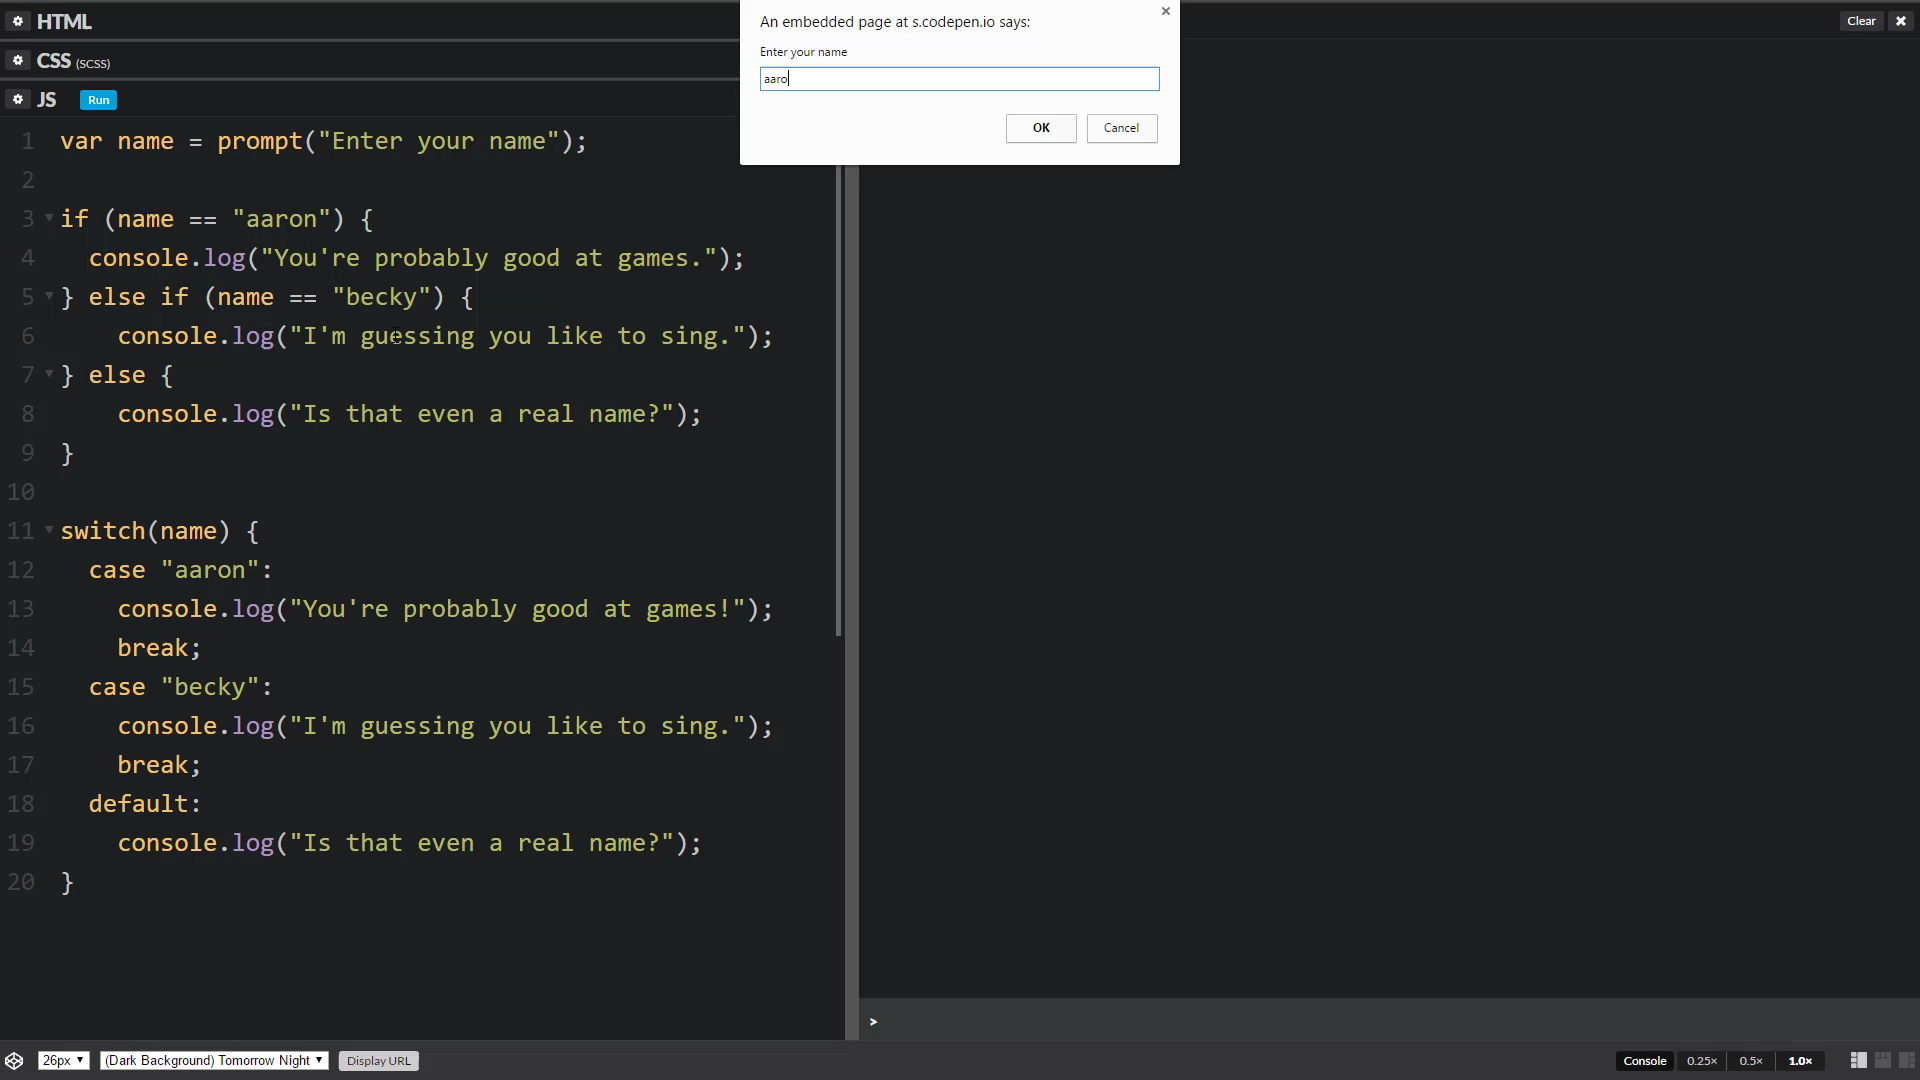 HTML
CSS (SCSS)
JS Run
An embedded page at s.codepen.io says:
×
Enter your name
aaro
OK Cancel
Clear ×
1 var name = prompt("Enter your name");
2
3 if (name == "aaron") {
4 console.log("You're probably good at games.");
5 } else if (name == "becky") {
6 console.log("I'm guessing you like to sing.");
7 } else {
8 console.log("Is that even a real name?");
9 }
10
11 switch(name) {
12 case "aaron":
13 console.log("You're probably good at games!");
14 break;
15 case "becky":
16 console.log("I'm guessing you like to sing.");
17 break;
18 default:
19 console.log("Is that even a real name?");
20 }
>
26px (Dark Background) Tomorrow Night Display URL
Console 0.25× 0.5× 1.0×